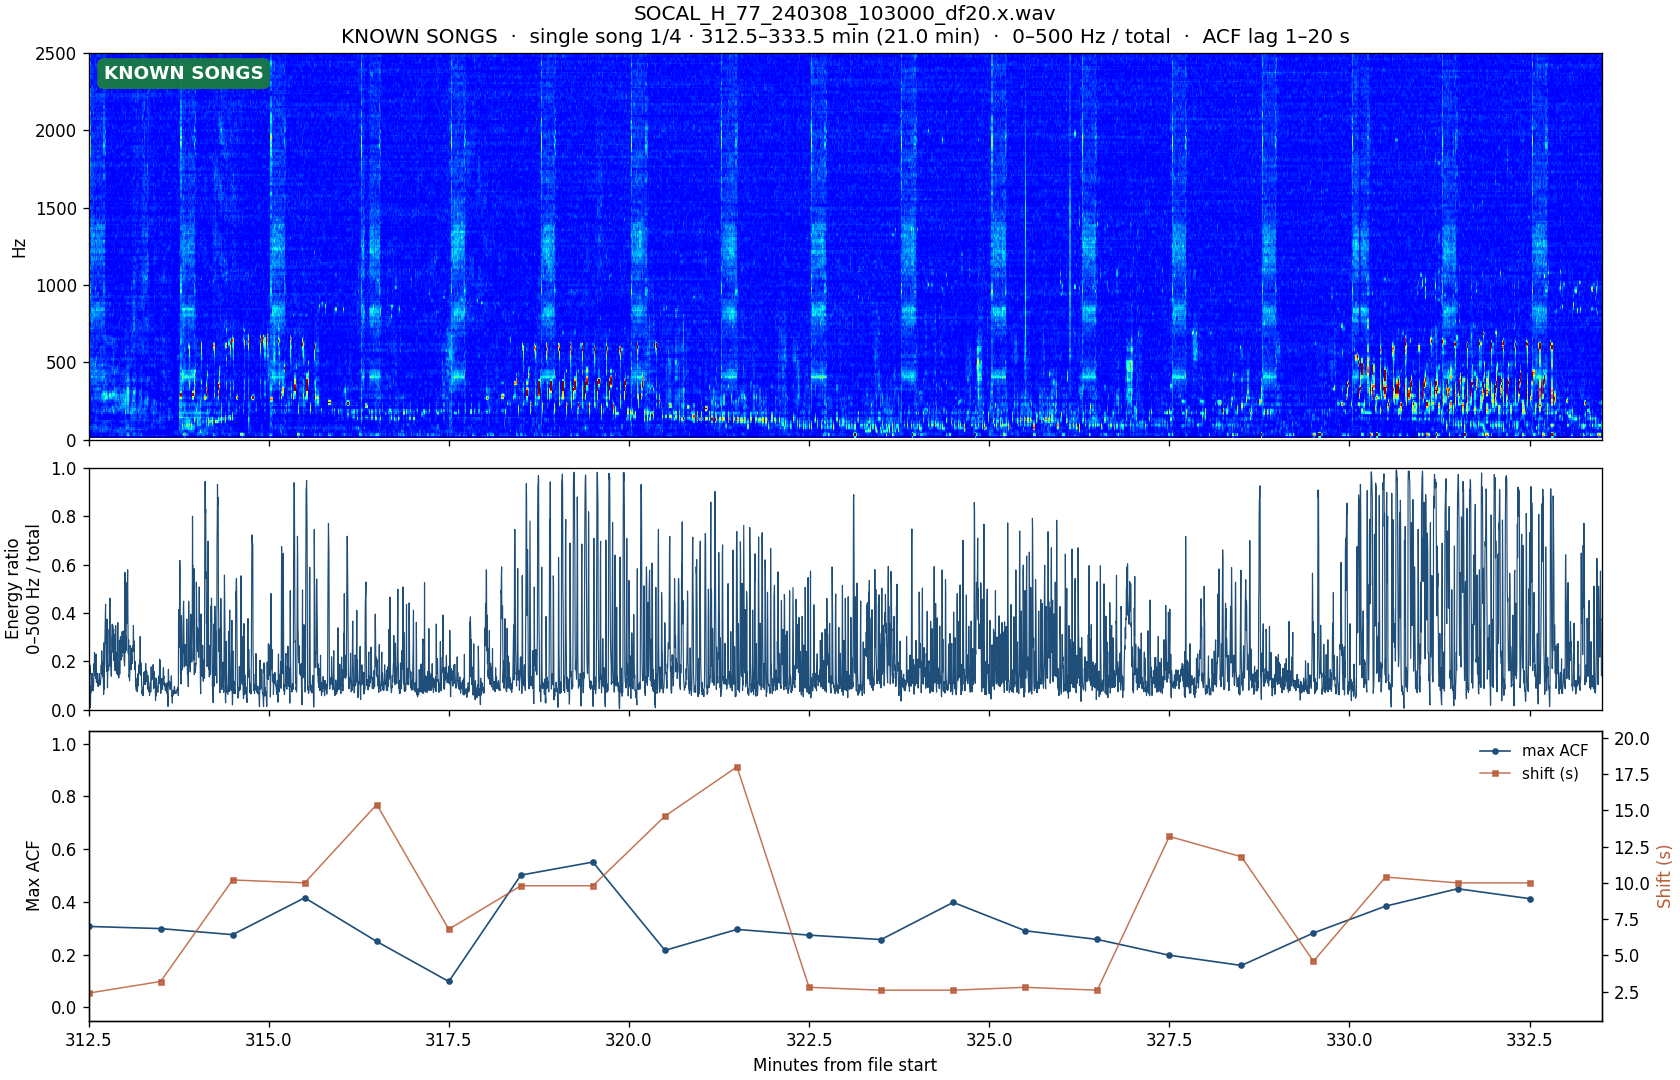 SOCAL_H_77_240308_103000_df20.x.wav
KNOWN SONGS · single song 1/4 · 312.5–333.5 min (21.0 min) · 0–500 Hz / total · ACF lag 1–20 s
KNOWN SONGS
2500
2000
1500
1000
500
0
Hz
1.0
0.8
0.6
0.4
0.2
0.0
Energy ratio
0–500 Hz / total
1.0
0.8
0.6
0.4
0.2
0.0
Max ACF
max ACF
shift (s)
20.0
17.5
15.0
12.5
10.0
7.5
5.0
2.5
Shift (s)
312.5 315.0 317.5 320.0 322.5 325.0 327.5 330.0 332.5
Minutes from file start